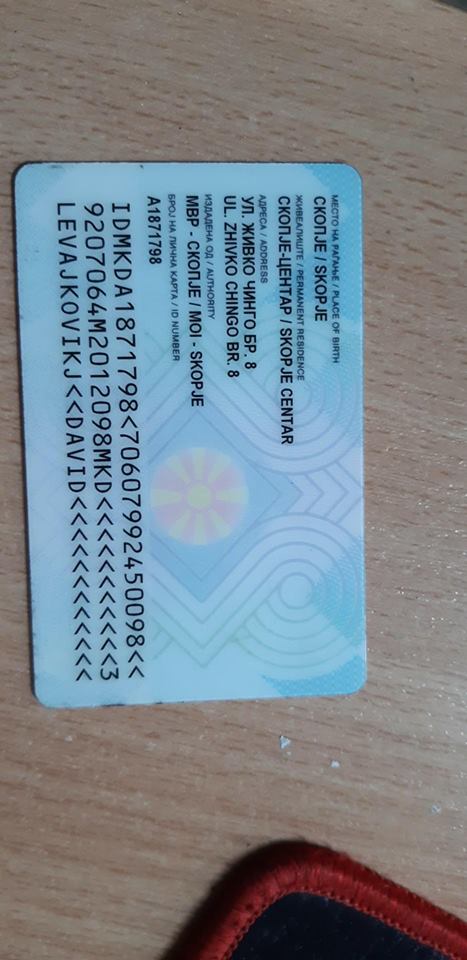 МЕСТО НА РАЃАЊЕ / PLACE OF BIRTH
СКОПЈЕ / SKOPJE
ЖИВЕАЛИШТЕ / PERMANENT RESIDENCE
СКОПЈЕ-ЦЕНТАР / SKOPJE CENTAR
АДРЕСА / ADDRESS
УЛ. ЖИВКО ЧИНГО БР. 8
UL. ZHIVKO CHINGO BR. 8
ИЗДАДЕНА ОД / AUTHORITY
МВР - СКОПЈЕ / MOI - SKOPJE
БРОЈ НА ЛИЧНА КАРТА / ID NUMBER
A1871798
IDMKDA1871798<7060799245 0098<<
9207064M2012098MKD<<<<<<<<<<<3
LEVAJKOVIKJ<<DAVID<<<<<<<<<<<<